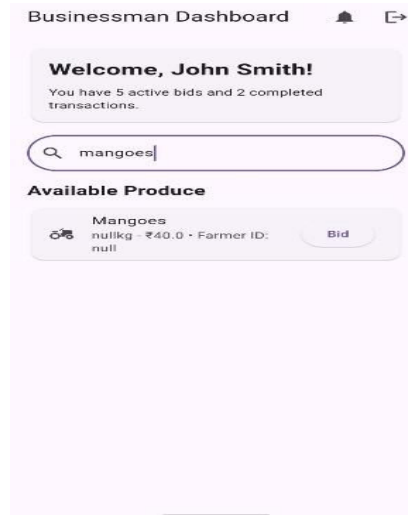 Businessman Dashboard
Welcome, John Smith!
You have 5 active bids and 2 completed
transactions.
mangoes
Available Produce
Mangoes
nullkg - ₹40.0 • Farmer ID:
null
Bid